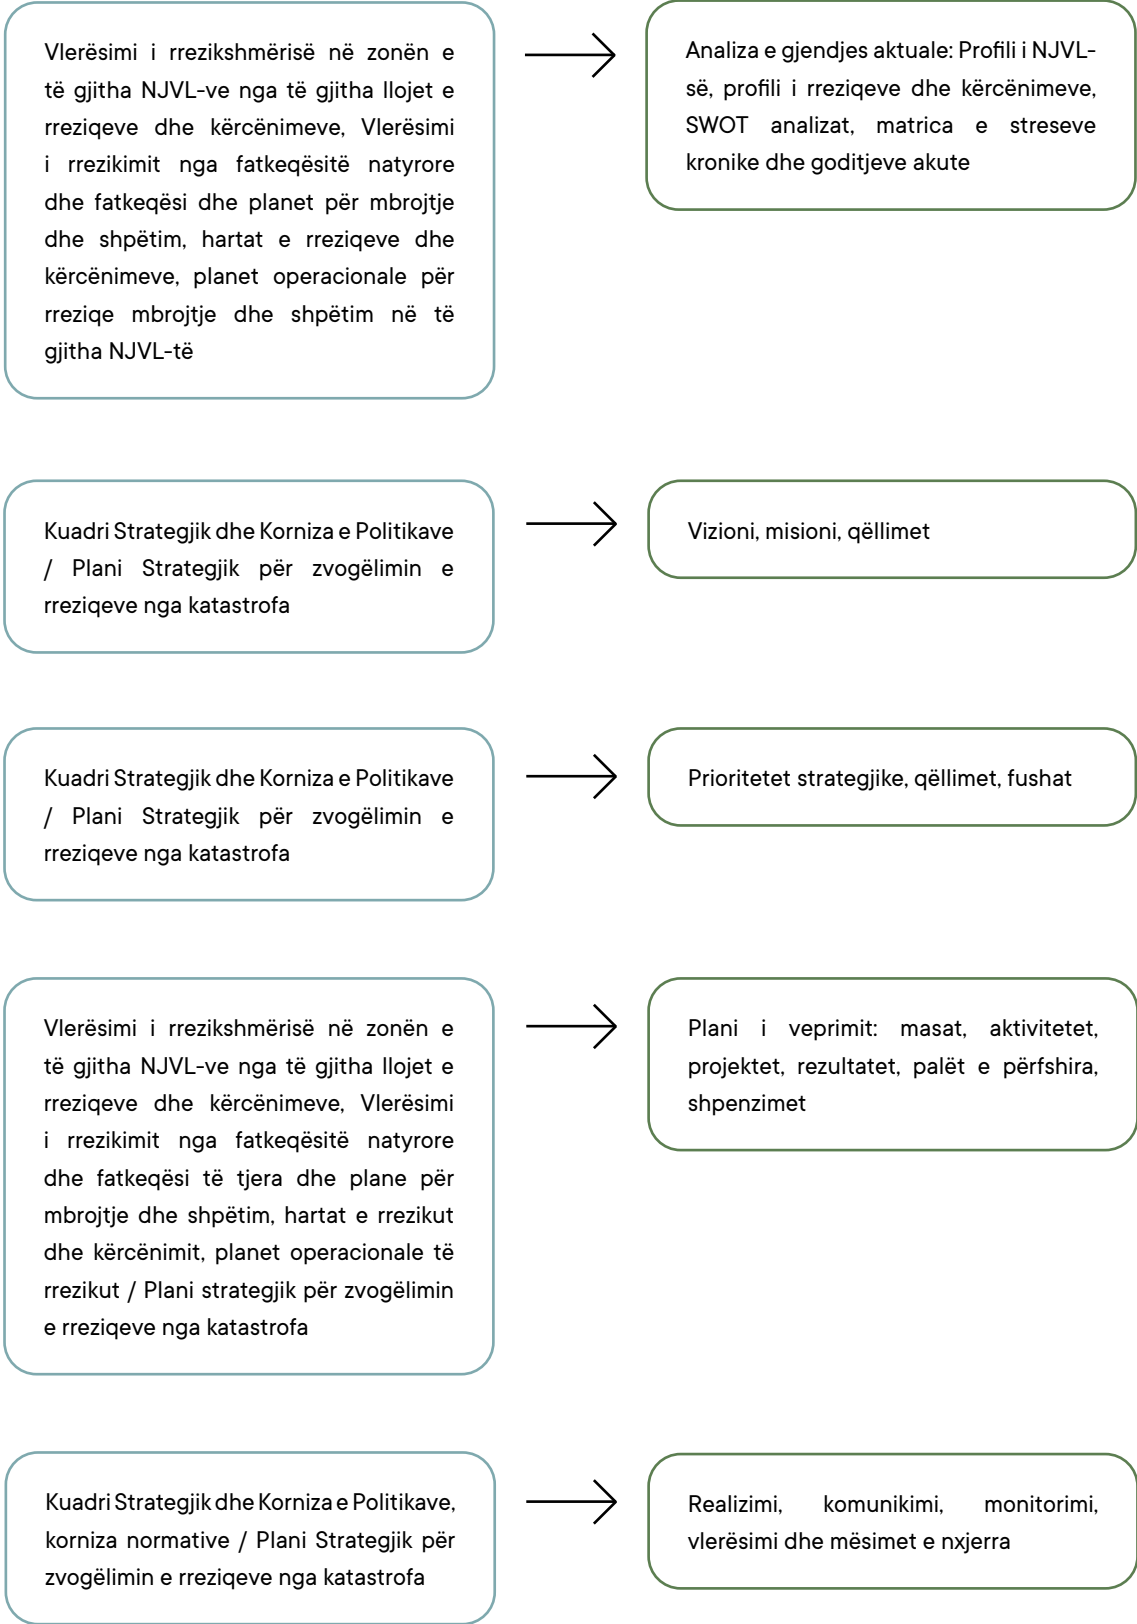 Vlerësimi i rrezikshmërisë në zonën e
të gjitha NJVL-ve nga të gjitha llojet e
rreziqeve dhe kërcënimeve, Vlerësimi
i rrezikimit nga fatkeqësitë natyrore
dhe fatkeqësi dhe planet për mbrojtje
dhe shpëtim, hartat e rreziqeve dhe
kërcënimeve, planet operacionale për
rreziqe mbrojtje dhe shpëtim në të
gjitha NJVL-të
Analiza e gjendjes aktuale: Profili i NJVL-
së, profili i rreziqeve dhe kërcënimeve,
SWOT analizat, matrica e streseve
kronike dhe goditjeve akute
Kuadri Strategjik dhe Korniza e Politikave
/ Plani Strategjik për zvogëlimin e
rreziqeve nga katastrofa
Vizioni, misioni, qëllimet
Kuadri Strategjik dhe Korniza e Politikave
/ Plani Strategjik për zvogëlimin e
rreziqeve nga katastrofa
Prioritetet strategjike, qëllimet, fushat
Vlerësimi i rrezikshmërisë në zonën e
të gjitha NJVL-ve nga të gjitha llojet e
rreziqeve dhe kërcënimeve, Vlerësimi
i rrezikimit nga fatkeqësitë natyrore
dhe fatkeqësi të tjera dhe plane për
mbrojtje dhe shpëtim, hartat e rrezikut
dhe kërcënimit, planet operacionale të
rrezikut / Plani strategjik për zvogëlimin
e rreziqeve nga katastrofa
Plani i veprimit: masat, aktivitetet,
projektet, rezultatet, palët e përfshira,
shpenzimet
Kuadri Strategjik dhe Korniza e Politikave,
korniza normative / Plani Strategjik për
zvogëlimin e rreziqeve nga katastrofa
Realizimi, komunikimi, monitorimi,
vlerësimi dhe mësimet e nxjerra